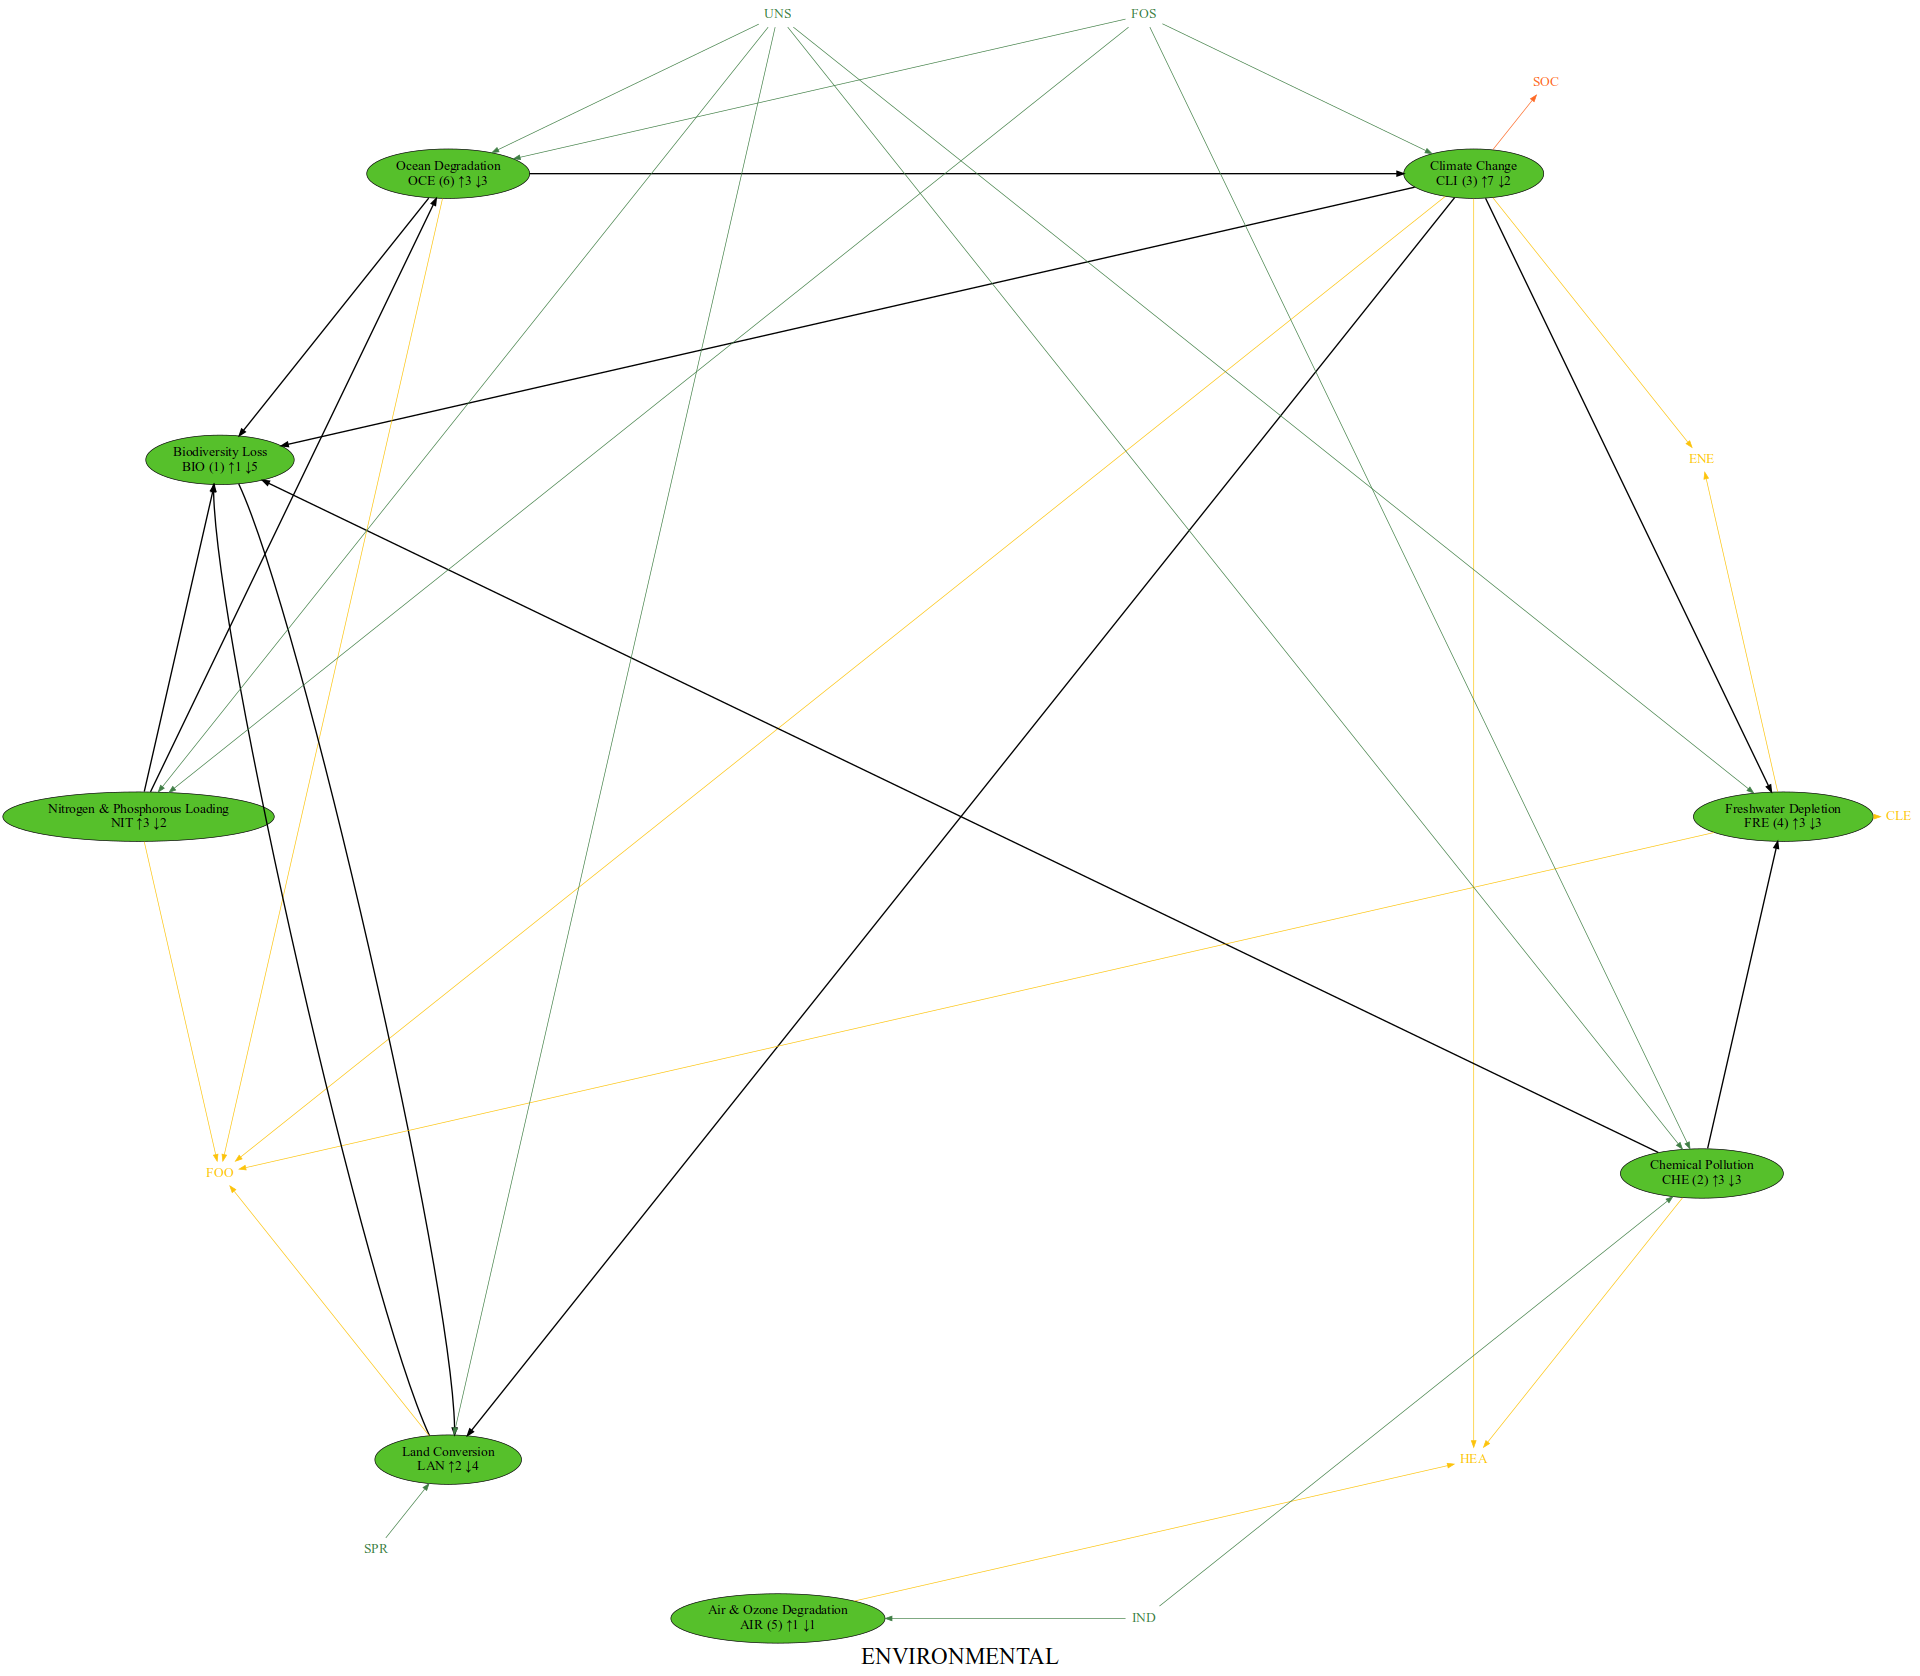 UNS
FOS
SOC
Ocean Degradation
OCE (6) ↑3 ↓3
Climate Change
CLI (3) ↑7 ↓2
Biodiversity Loss
BIO (1) ↑1 ↓5
ENE
Nitrogen & Phosphorous Loading
NIT ↑3 ↓2
Freshwater Depletion
FRE (4) ↑3 ↓3
CLE
FOO
Chemical Pollution
CHE (2) ↑3 ↓3
Land Conversion
LAN ↑2 ↓4
HEA
SPR
Air & Ozone Degradation
AIR (5) ↑1 ↓1
IND
ENVIRONMENTAL